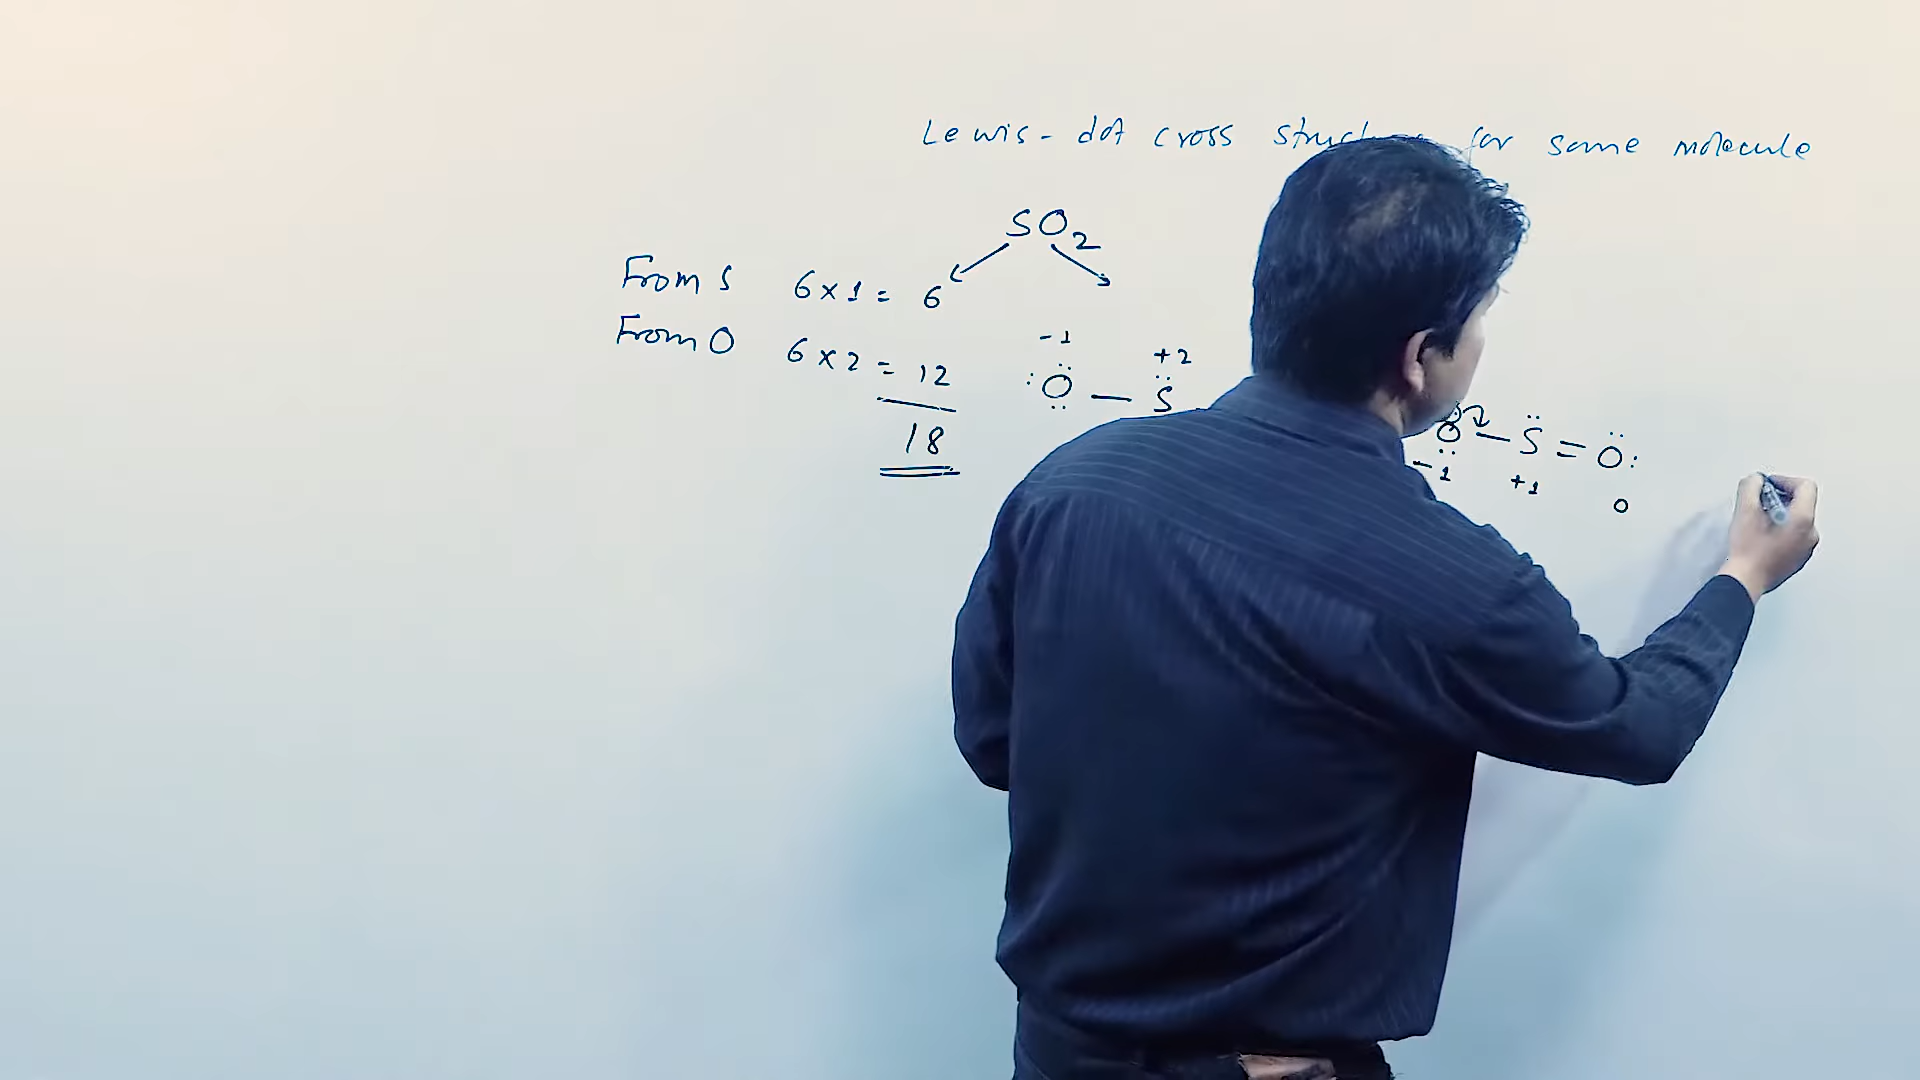 Lewis - dot cross for some molecule
SO2
From S 6 x 1 = 6
From O 6 x 2 = 12
18
-1 +2
:O — S
O — S = O:
-1 +1 0